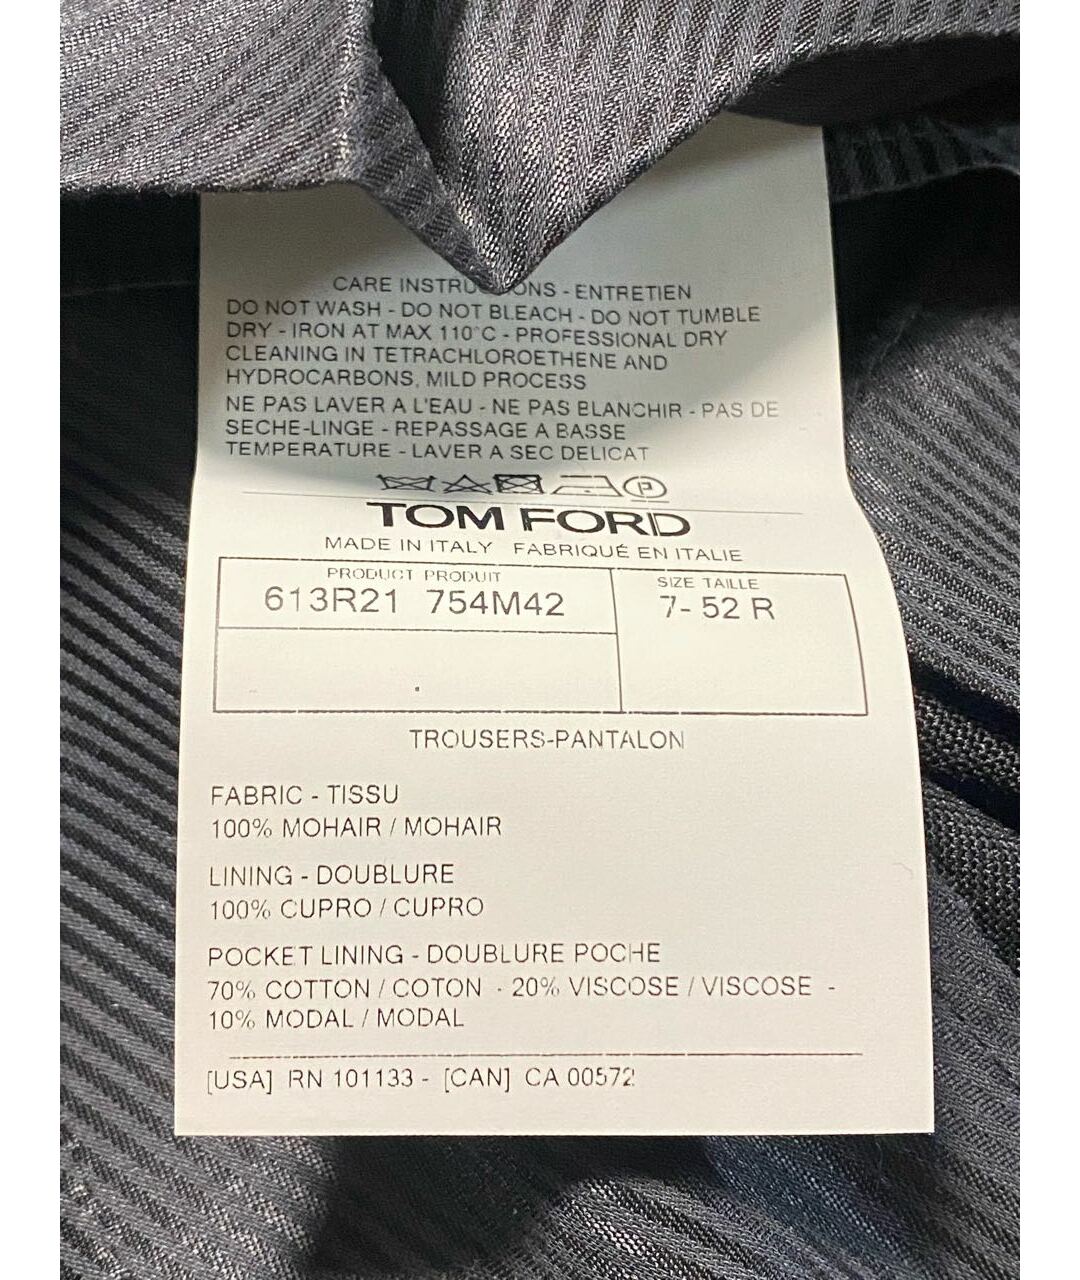 CARE INSTRUCTIONS - ENTRETIEN
DO NOT WASH - DO NOT BLEACH - DO NOT TUMBLE
DRY - IRON AT MAX 110°C - PROFESSIONAL DRY
CLEANING IN TETRACHLOROETHENE AND
HYDROCARBONS, MILD PROCESS
NE PAS LAVER A L'EAU - NE PAS BLANCHIR - PAS DE
SECHE-LINGE - REPASSAGE A BASSE
TEMPERATURE - LAVER A SEC DELICAT
P
TOM FORD
MADE IN ITALY FABRIQUÉ EN ITALIE
PRODUCT PRODUIT
613R21 754M42
SIZE TAILLE
7- 52 R
TROUSERS-PANTALON
FABRIC - TISSU
100% MOHAIR / MOHAIR
LINING - DOUBLURE
100% CUPRO / CUPRO
POCKET LINING - DOUBLURE POCHE
70% COTTON / COTON - 20% VISCOSE / VISCOSE -
10% MODAL / MODAL
[USA] RN 101133 - [CAN] CA 00572